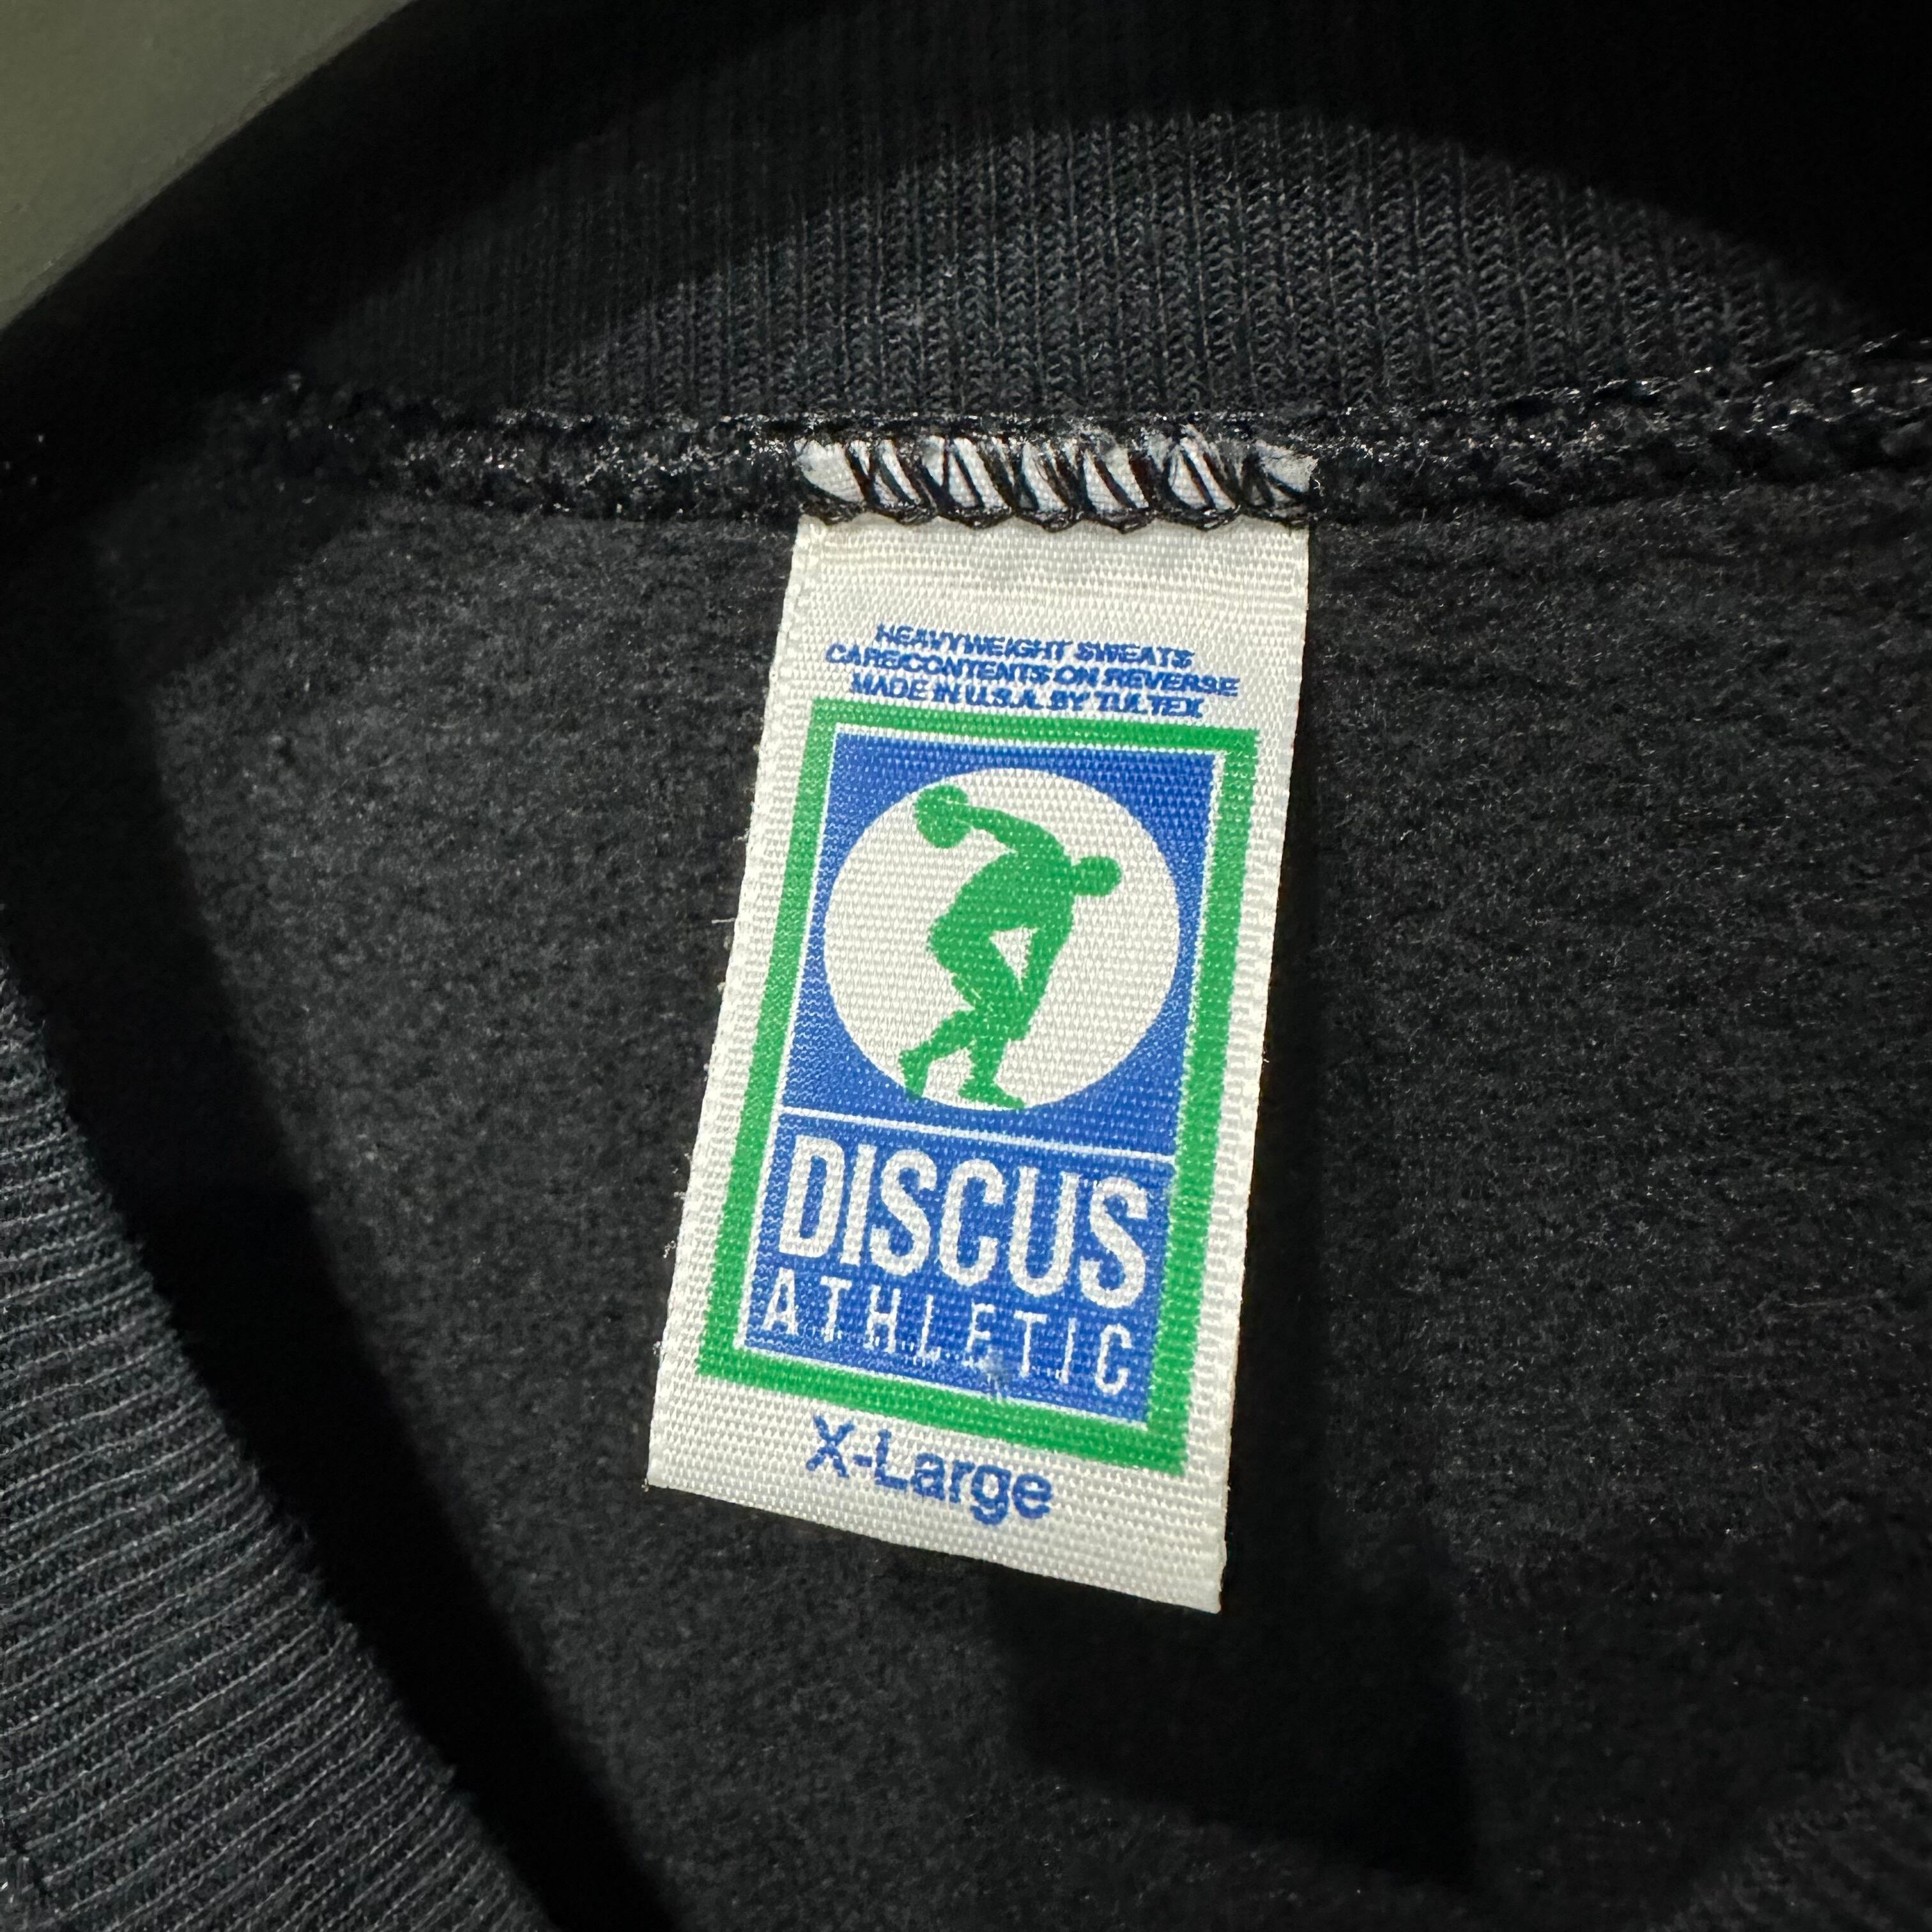 HEAVYWEIGHT SWEATS
CARE/CONTENTS ON REVERSE
MADE IN U.S.A. BY TULTEX
DISCUS
ATHLETIC
X-Large